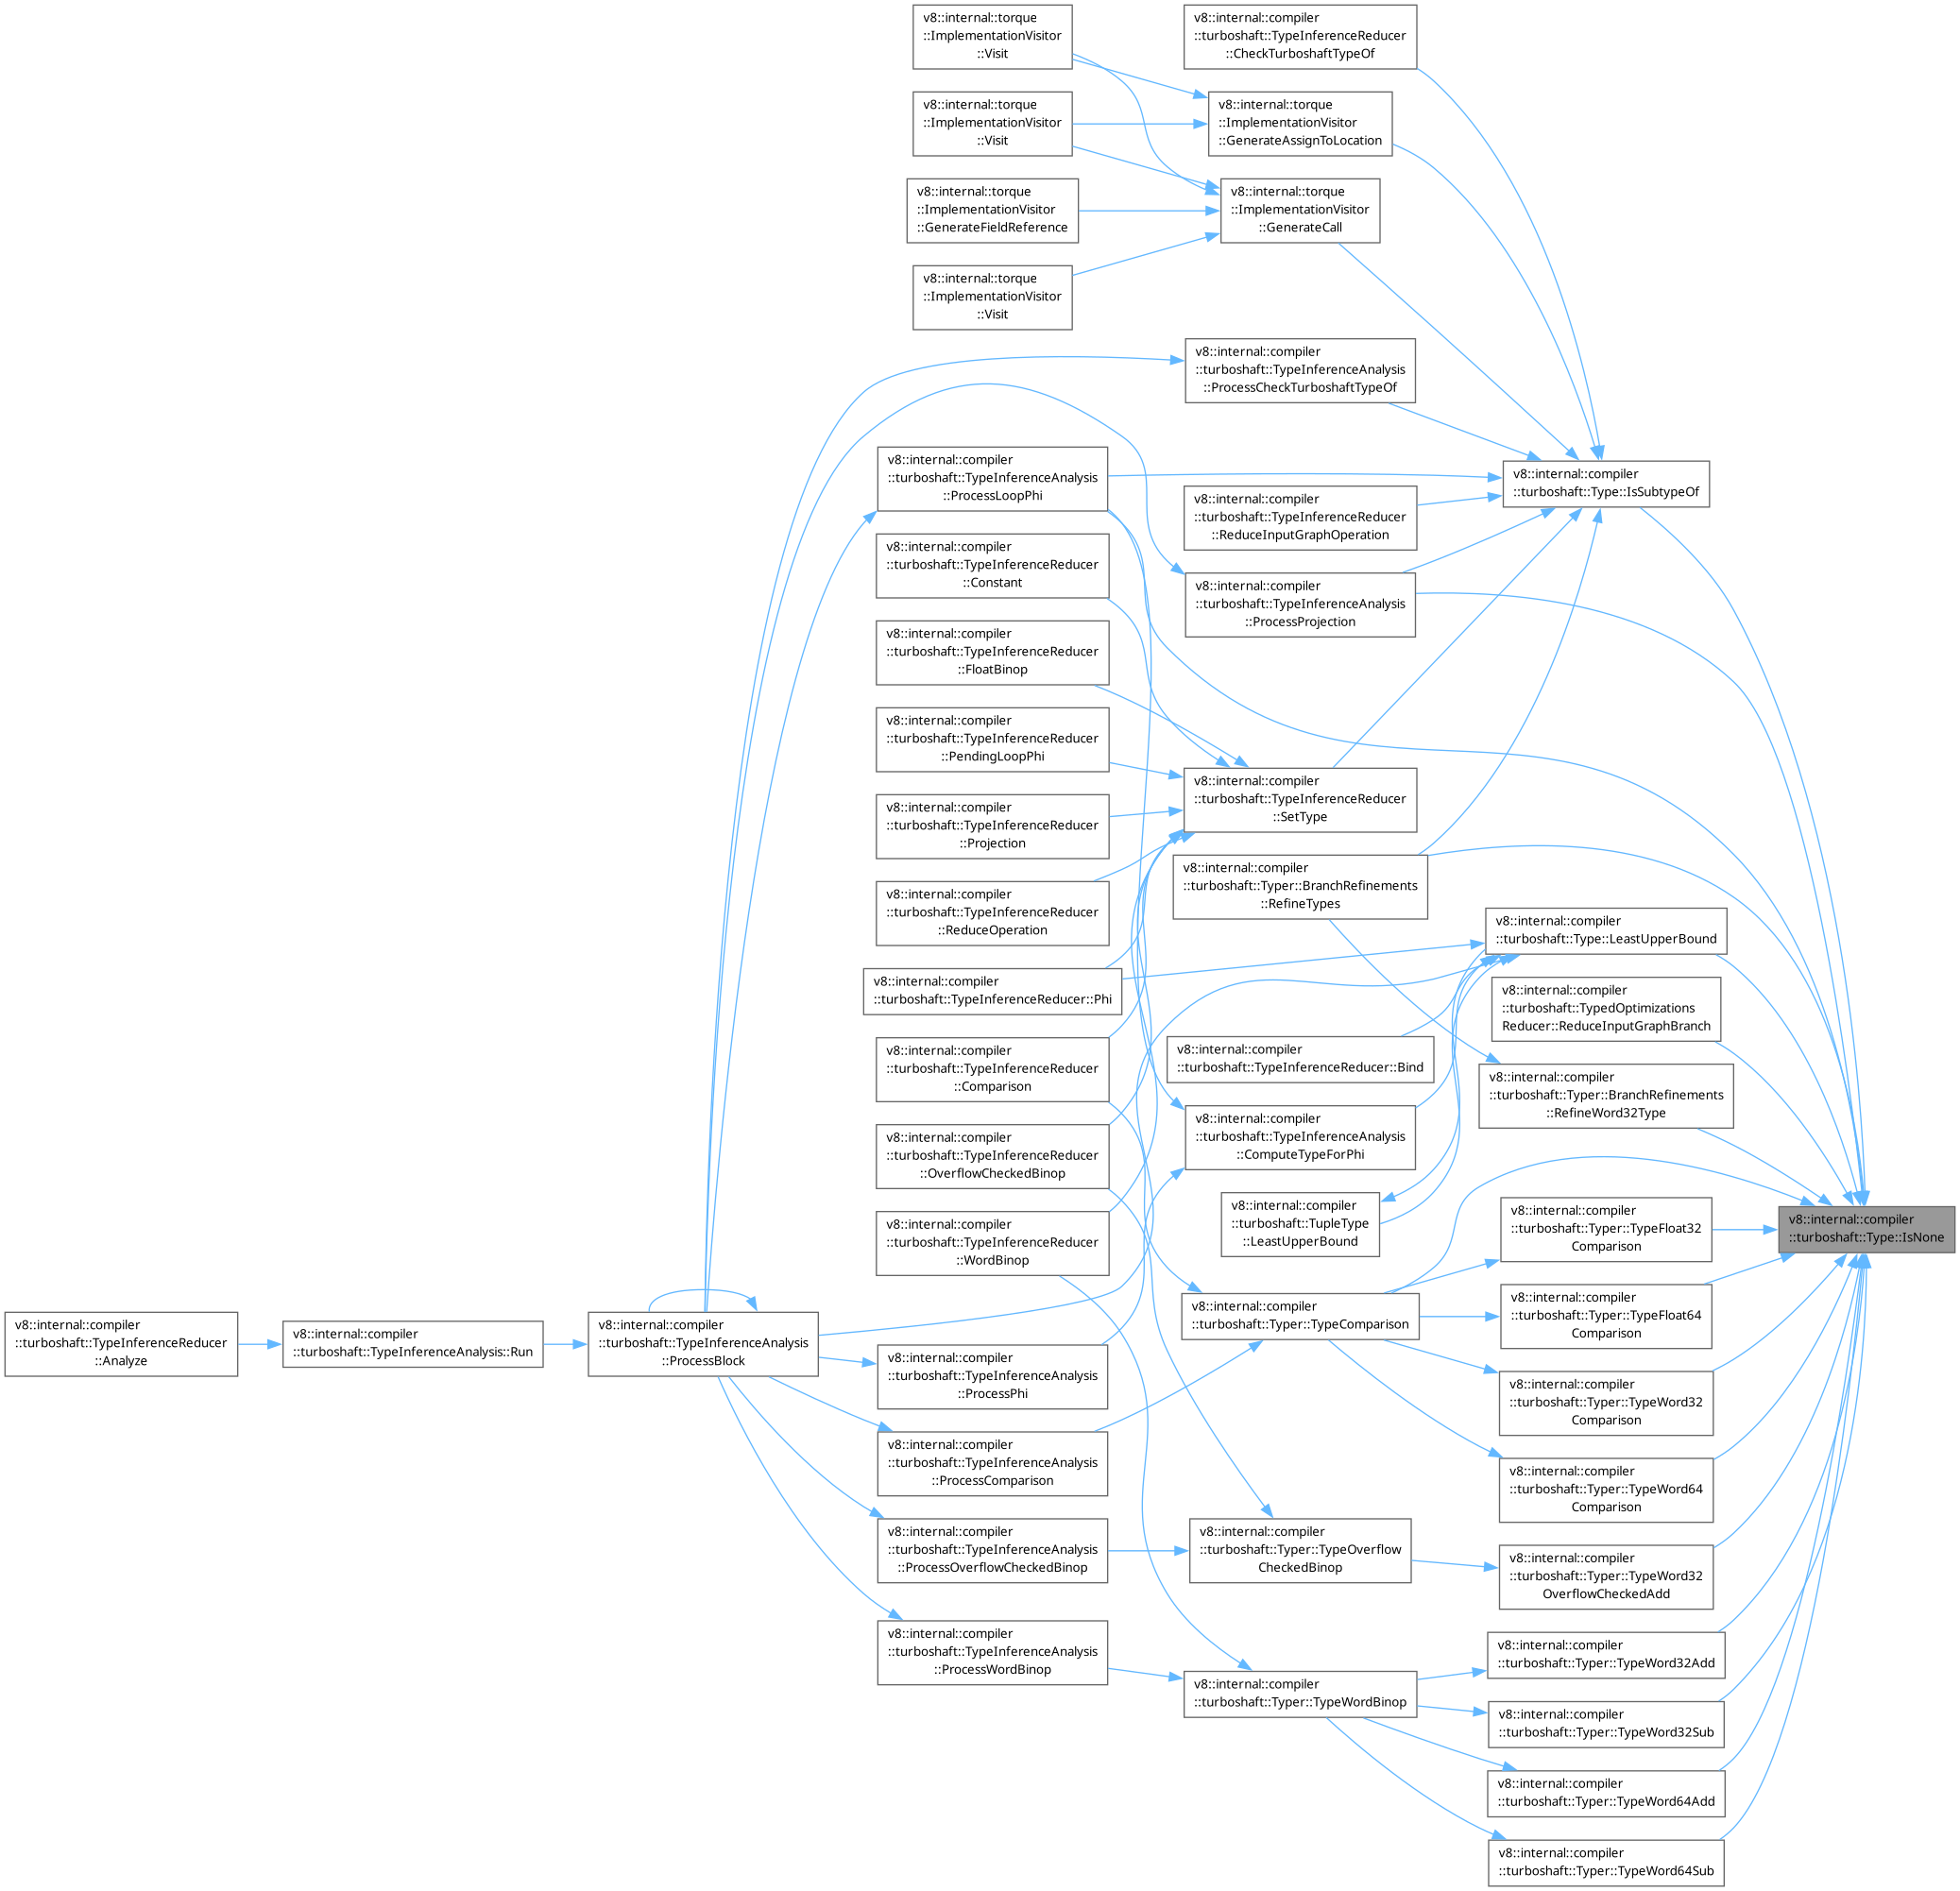 v8::internal::torque
::ImplementationVisitor
::Visit
v8::internal::compiler
::turboshaft::TypeInferenceReducer
::CheckTurboshaftTypeOf
v8::internal::torque
::ImplementationVisitor
::Visit
v8::internal::torque
::ImplementationVisitor
::GenerateAssignToLocation
v8::internal::torque
::ImplementationVisitor
::GenerateFieldReference
v8::internal::torque
::ImplementationVisitor
::GenerateCall
v8::internal::torque
::ImplementationVisitor
::Visit
v8::internal::compiler
::turboshaft::TypeInferenceAnalysis
::ProcessCheckTurboshaftTypeOf
v8::internal::compiler
::turboshaft::TypeInferenceAnalysis
::ProcessLoopPhi
v8::internal::compiler
::turboshaft::Type::IsSubtypeOf
v8::internal::compiler
::turboshaft::TypeInferenceReducer
::ReduceInputGraphOperation
v8::internal::compiler
::turboshaft::TypeInferenceReducer
::Constant
v8::internal::compiler
::turboshaft::TypeInferenceAnalysis
::ProcessProjection
v8::internal::compiler
::turboshaft::TypeInferenceReducer
::FloatBinop
v8::internal::compiler
::turboshaft::TypeInferenceReducer
::PendingLoopPhi
v8::internal::compiler
::turboshaft::TypeInferenceReducer
::SetType
v8::internal::compiler
::turboshaft::TypeInferenceReducer
::Projection
v8::internal::compiler
::turboshaft::Typer::BranchRefinements
::RefineTypes
v8::internal::compiler
::turboshaft::TypeInferenceReducer
::ReduceOperation
v8::internal::compiler
::turboshaft::Type::LeastUpperBound
v8::internal::compiler
::turboshaft::TypeInferenceReducer::Phi
v8::internal::compiler
::turboshaft::TypedOptimizations
Reducer::ReduceInputGraphBranch
v8::internal::compiler
::turboshaft::TypeInferenceReducer
::Comparison
v8::internal::compiler
::turboshaft::TypeInferenceReducer::Bind
v8::internal::compiler
::turboshaft::Typer::BranchRefinements
::RefineWord32Type
v8::internal::compiler
::turboshaft::TypeInferenceReducer
::OverflowCheckedBinop
v8::internal::compiler
::turboshaft::TypeInferenceAnalysis
::ComputeTypeForPhi
v8::internal::compiler
::turboshaft::TypeInferenceReducer
::WordBinop
v8::internal::compiler
::turboshaft::TupleType
::LeastUpperBound
v8::internal::compiler
::turboshaft::Typer::TypeFloat32
Comparison
v8::internal::compiler
::turboshaft::Type::IsNone
v8::internal::compiler
::turboshaft::TypeInferenceReducer
::Analyze
v8::internal::compiler
::turboshaft::TypeInferenceAnalysis::Run
v8::internal::compiler
::turboshaft::TypeInferenceAnalysis
::ProcessBlock
v8::internal::compiler
::turboshaft::Typer::TypeComparison
v8::internal::compiler
::turboshaft::Typer::TypeFloat64
Comparison
v8::internal::compiler
::turboshaft::TypeInferenceAnalysis
::ProcessPhi
v8::internal::compiler
::turboshaft::Typer::TypeWord32
Comparison
v8::internal::compiler
::turboshaft::TypeInferenceAnalysis
::ProcessComparison
v8::internal::compiler
::turboshaft::Typer::TypeWord64
Comparison
v8::internal::compiler
::turboshaft::TypeInferenceAnalysis
::ProcessOverflowCheckedBinop
v8::internal::compiler
::turboshaft::Typer::TypeOverflow
CheckedBinop
v8::internal::compiler
::turboshaft::Typer::TypeWord32
OverflowCheckedAdd
v8::internal::compiler
::turboshaft::TypeInferenceAnalysis
::ProcessWordBinop
v8::internal::compiler
::turboshaft::Typer::TypeWord32Add
v8::internal::compiler
::turboshaft::Typer::TypeWordBinop
v8::internal::compiler
::turboshaft::Typer::TypeWord32Sub
v8::internal::compiler
::turboshaft::Typer::TypeWord64Add
v8::internal::compiler
::turboshaft::Typer::TypeWord64Sub